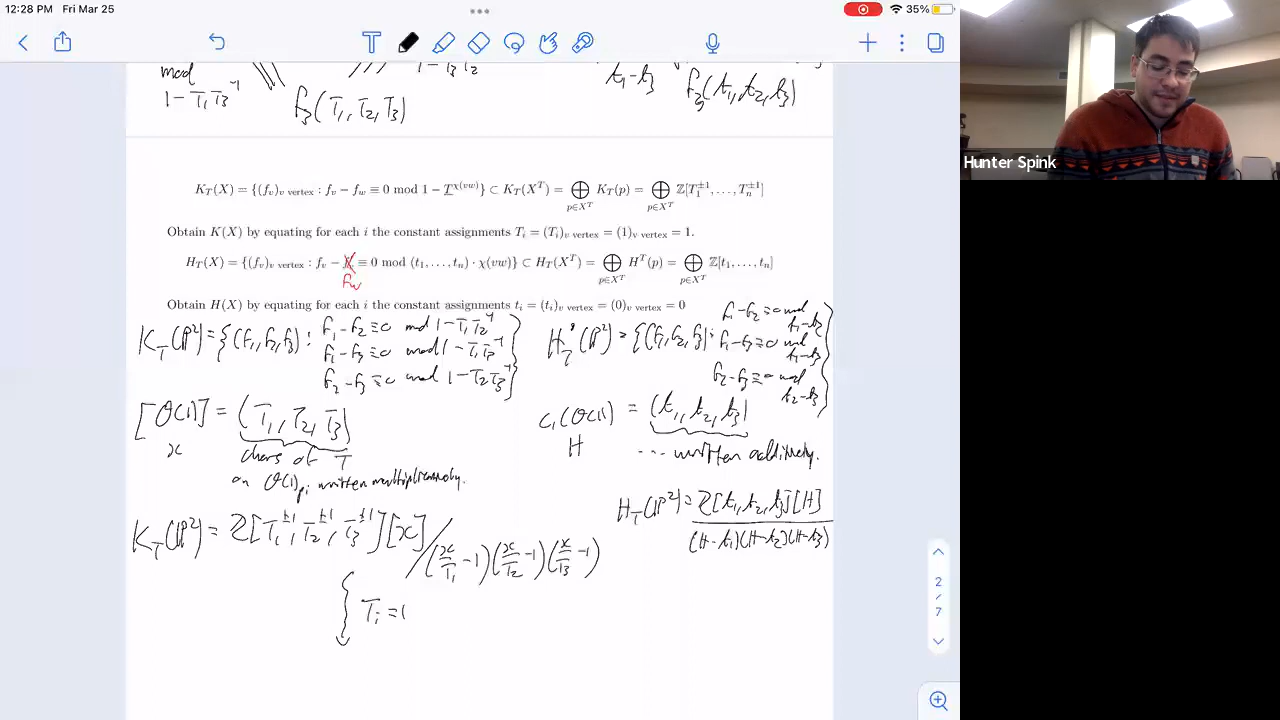 12:28 PM Fri Mar 25
35%
Hunter Spink
mod
1 - T₁T₃⁻¹
f₃(T₁, T₂, T₃)
1 - T₃T₂
t₁ - t₃
f₃(t₁, t₂, t₃)
K_T(X) = {(f_v)_{v vertex} : f_v − f_w ≡ 0 mod 1 − T^{χ(vw)}} ⊂ K_T(X^T) = ⊕_{p∈X^T} K_T(p) = ⊕_{p∈X^T} ℤ[T₁^{±1}, …, T_n^{±1}]
Obtain K(X) by equating for each i the constant assignments T_i = (T_i)_{v vertex} = (1)_{v vertex} = 1.
H_T(X) = {(f_v)_{v vertex} : f_v − ≡ 0 mod (t₁, …, t_n) · χ(vw)} ⊂ H_T(X^T) = ⊕_{p∈X^T} H^T(p) = ⊕_{p∈X^T} ℤ[t₁, …, t_n]
f_w
Obtain H(X) by equating for each i the constant assignments t_i = (t_i)_{v vertex} = (0)_{v vertex} = 0
K_T(ℙ²) = {(f₁, f₂, f₃) : f₁ - f₂ ≡ 0 mod 1 - T₁T₂⁻¹
f₁ - f₃ ≡ 0 mod 1 - T₁T₃⁻¹
f₂ - f₃ ≡ 0 mod 1 - T₂T₃⁻¹ }
H_T^•(ℙ²) = {(f₁, f₂, f₃) : f₁ - f₂ ≡ 0 mod t₁ - t₂
f₁ - f₃ ≡ 0 mod t₁ - t₃
f₂ - f₃ ≡ 0 mod t₂ - t₃ }
[O(1)] = (T₁, T₂, T₃)
x
chars of T
on O(1)_{p_i} written multiplicatively.
c₁(O(1)) = (t₁, t₂, t₃)
H
... written additively.
K_T(ℙ²) = ℤ[T₁^{±1}, T₂^{±1}, T₃^{±1}][x] / (x/T₁ - 1)(x/T₂ - 1)(x/T₃ - 1)
H_T(ℙ²) = ℤ[t₁, t₂, t₃][H] / (H-t₁)(H-t₂)(H-t₃)
T_i = 1
2
/
7